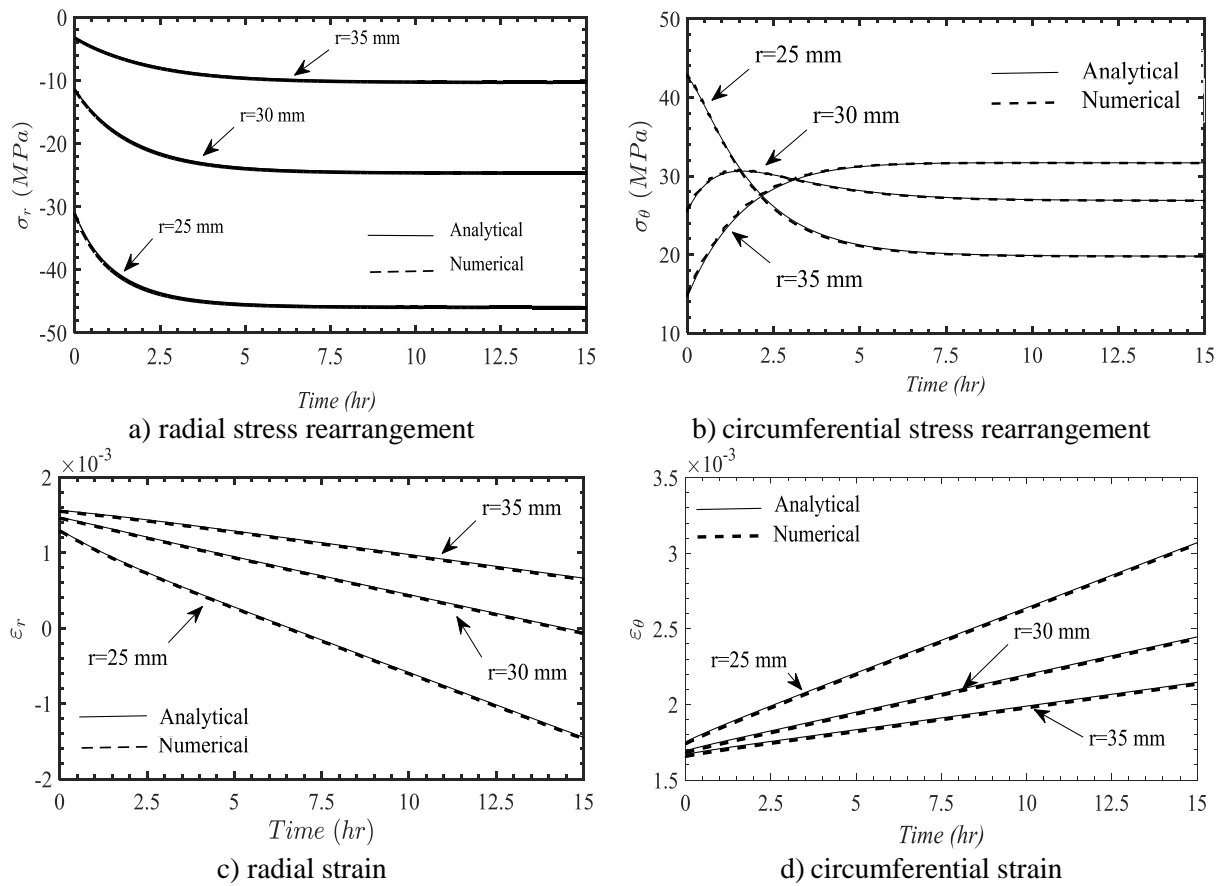 0
-10
-20
-30
-40
-50
σr (MPa)
r=35 mm
r=30 mm
r=25 mm
Analytical
Numerical
0 2.5 5 7.5 10 12.5 15
Time (hr)
a) radial stress rearrangement
50
40
30
20
10
σθ (MPa)
r=25 mm
r=30 mm
r=35 mm
Analytical
Numerical
0 2.5 5 7.5 10 12.5 15
Time (hr)
b) circumferential stress rearrangement
×10-3
2
1
0
-1
-2
εr
r=35 mm
r=25 mm
r=30 mm
Analytical
Numerical
0 2.5 5 7.5 10 12.5 15
Time (hr)
c) radial strain
×10-3
3.5
3
2.5
2
1.5
εθ
Analytical
Numerical
r=30 mm
r=25 mm
r=35 mm
0 2.5 5 7.5 10 12.5 15
Time (hr)
d) circumferential strain